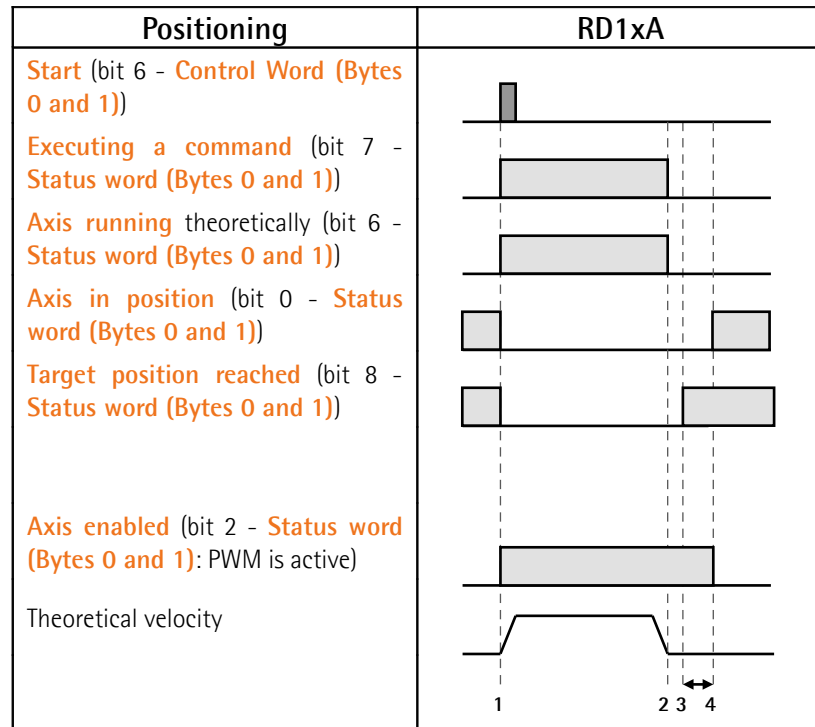 Positioning
RD1xA
Start (bit 6 - Control Word (Bytes
0 and 1))
Executing a command (bit 7 -
Status word (Bytes 0 and 1))
Axis running theoretically (bit 6 -
Status word (Bytes 0 and 1))
Axis in position (bit 0 - Status
word (Bytes 0 and 1))
Target position reached (bit 8 -
Status word (Bytes 0 and 1))
Axis enabled (bit 2 - Status word
(Bytes 0 and 1): PWM is active)
Theoretical velocity
1 2 3 4